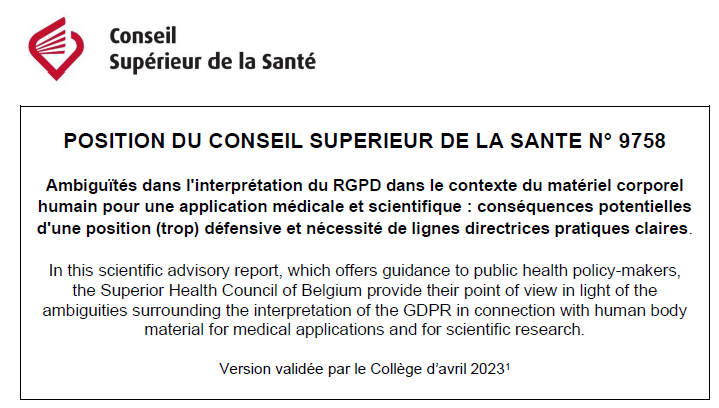 Conseil
Supérieur de la Santé
POSITION DU CONSEIL SUPERIEUR DE LA SANTE N° 9758
Ambiguïtés dans l'interprétation du RGPD dans le contexte du matériel corporel
humain pour une application médicale et scientifique : conséquences potentielles
d'une position (trop) défensive et nécessité de lignes directrices pratiques claires.
In this scientific advisory report, which offers guidance to public health policy-makers,
the Superior Health Council of Belgium provide their point of view in light of the
ambiguities surrounding the interpretation of the GDPR in connection with human body
material for medical applications and for scientific research.
Version validée par le Collège d’avril 2023¹